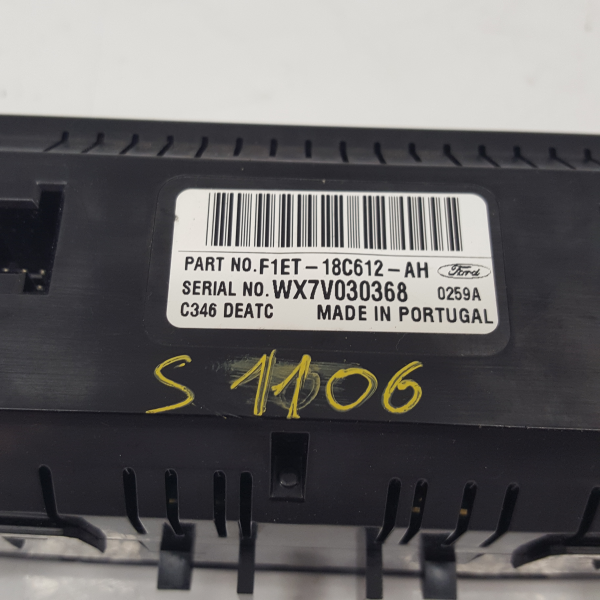 PART NO. F1ET-18C612-AH Ford
SERIAL NO. WX7V030368 0259A
C346 DEATC MADE IN PORTUGAL
S 1106